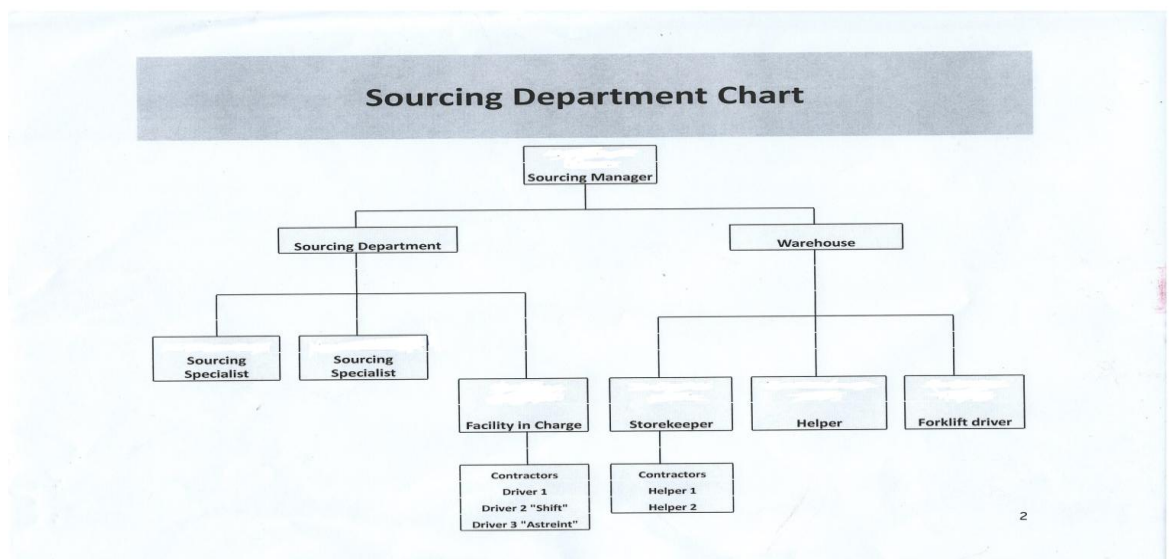 Sourcing Department Chart
Sourcing Manager
Sourcing Department
Warehouse
Sourcing
Specialist
Sourcing
Specialist
Facility in Charge
Storekeeper
Helper
Forklift driver
Contractors
Driver 1
Driver 2 "Shift"
Driver 3 "Astreint"
Contractors
Helper 1
Helper 2
2